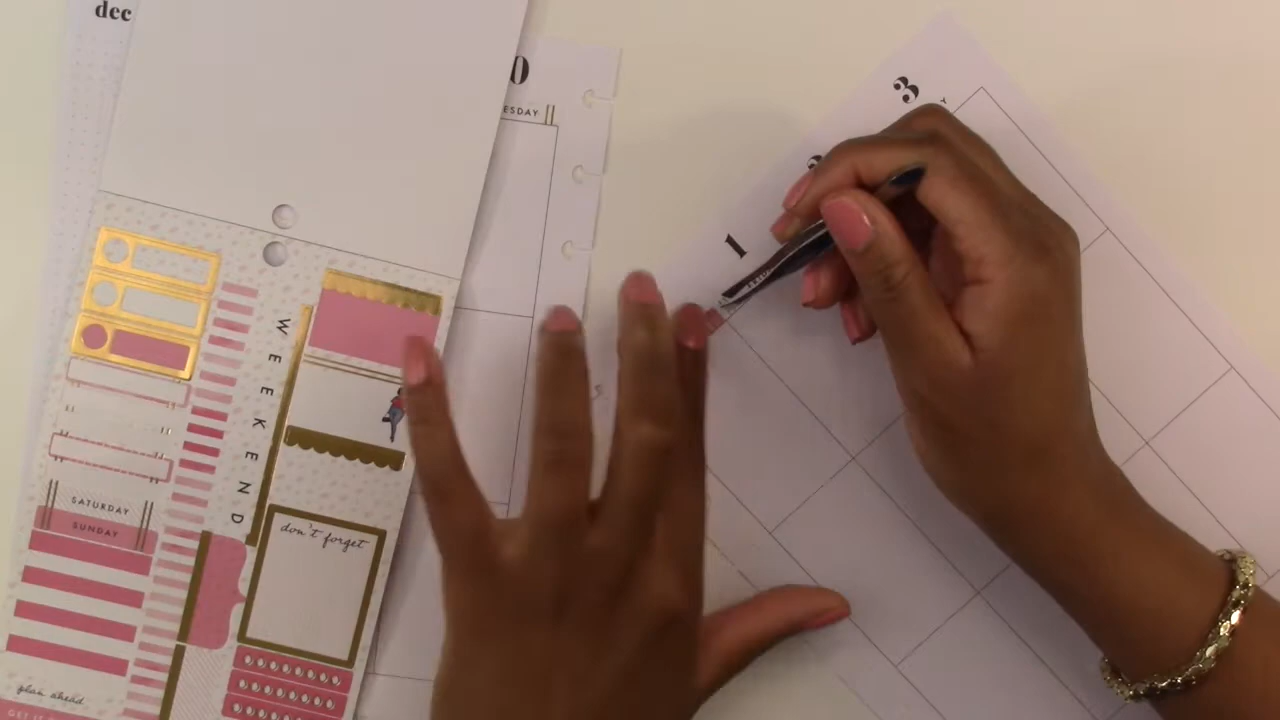 dec
0
ESDAY
3
1
WEEKEND
SATURDAY
SUNDAY
don't forget
plan ahead